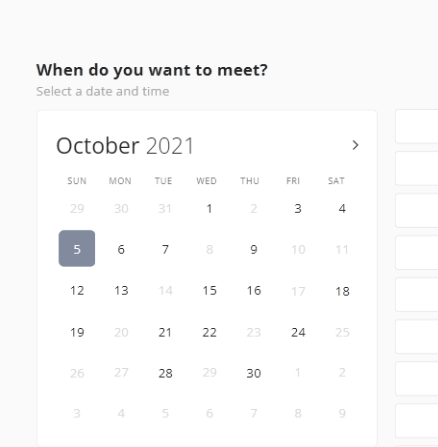 When do you want to meet?
Select a date and time
October 2021
SUN MON TUE WED THU FRI SAT
29 30 31 1 2 3 4
5 6 7 8 9 10 11
12 13 14 15 16 17 18
19 20 21 22 23 24 25
26 27 28 29 30 1 2
3 4 5 6 7 8 9